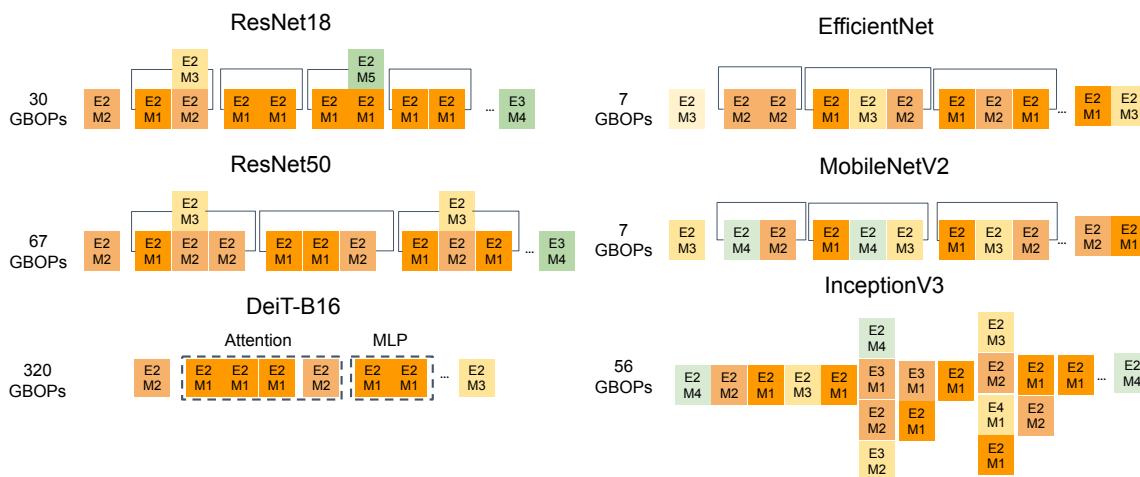 ResNet18
E2 E2
M3 M5
30
GBOPs
E2 E2 E2 E2 E2 E2 E2 E2 E2 ... E3
M2 M1 M2 M1 M1 M1 M1 M1 M1 M4
ResNet50
E2 E2
M3 M3
67
GBOPs
E2 E2 E2 E2 E2 E2 E2 E2 E2 E2 ... E3
M2 M1 M2 M2 M1 M1 M2 M1 M2 M1 M4
DeiT-B16
Attention MLP
320
GBOPs
E2 E2 E2 E2 E2 E2 E2 ... E2
M2 M1 M1 M1 M2 M1 M1 M3
EfficientNet
7
GBOPs
E2 E2 E2 E2 E2 E2 E2 E2 E2 ... E2 E2
M3 M2 M2 M1 M3 M2 M1 M2 M1 M1 M3
MobileNetV2
7
GBOPs
E2 E2 E2 E2 E2 E2 E2 E2 E2 ... E2 E2
M3 M4 M2 M1 M4 M3 M1 M3 M2 M2 M1
InceptionV3
56
GBOPs
E2 E2
M4 M3
E3 E3 E2 E2 E2 E2 ... E2
M1 M1 M1 M2 M1 M1 M4
E2 E2 E2 E2 E2
M4 M2 M1 M3 M1
E2 E2 E4 E2
M2 M1 M1 M2
E3 E2
M2 M1